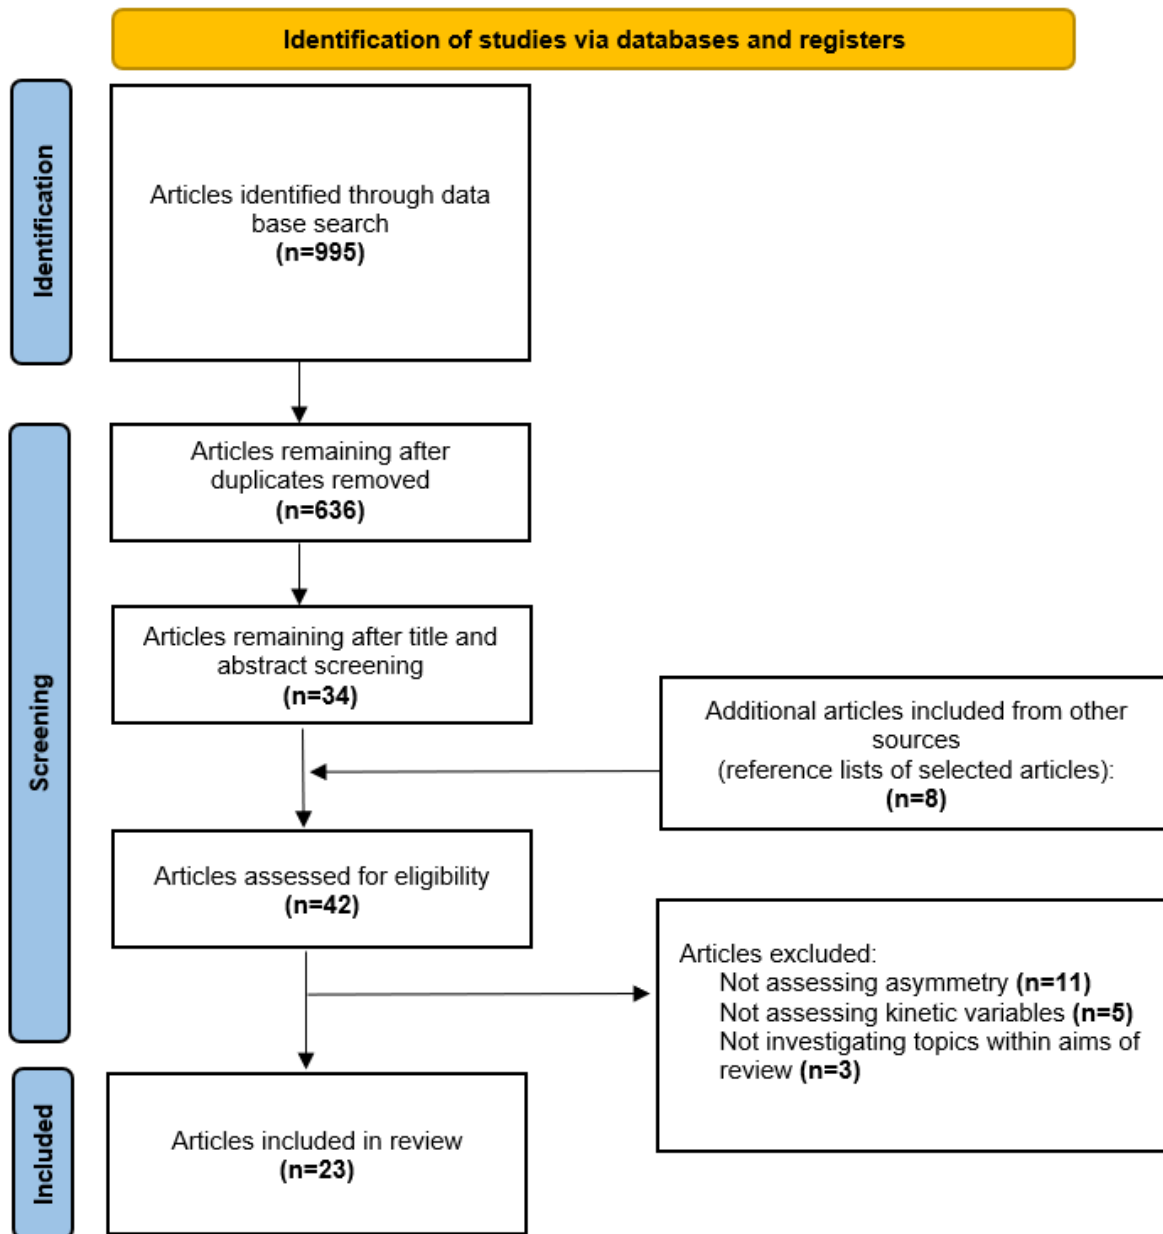 Identification of studies via databases and registers
Identification
Articles identified through data
base search
(n=995)
Screening
Articles remaining after
duplicates removed
(n=636)
Articles remaining after title and
abstract screening
(n=34)
Additional articles included from other
sources
(reference lists of selected articles):
(n=8)
Articles assessed for eligibility
(n=42)
Articles excluded:
Not assessing asymmetry (n=11)
Not assessing kinetic variables (n=5)
Not investigating topics within aims of
review (n=3)
Included
Articles included in review
(n=23)